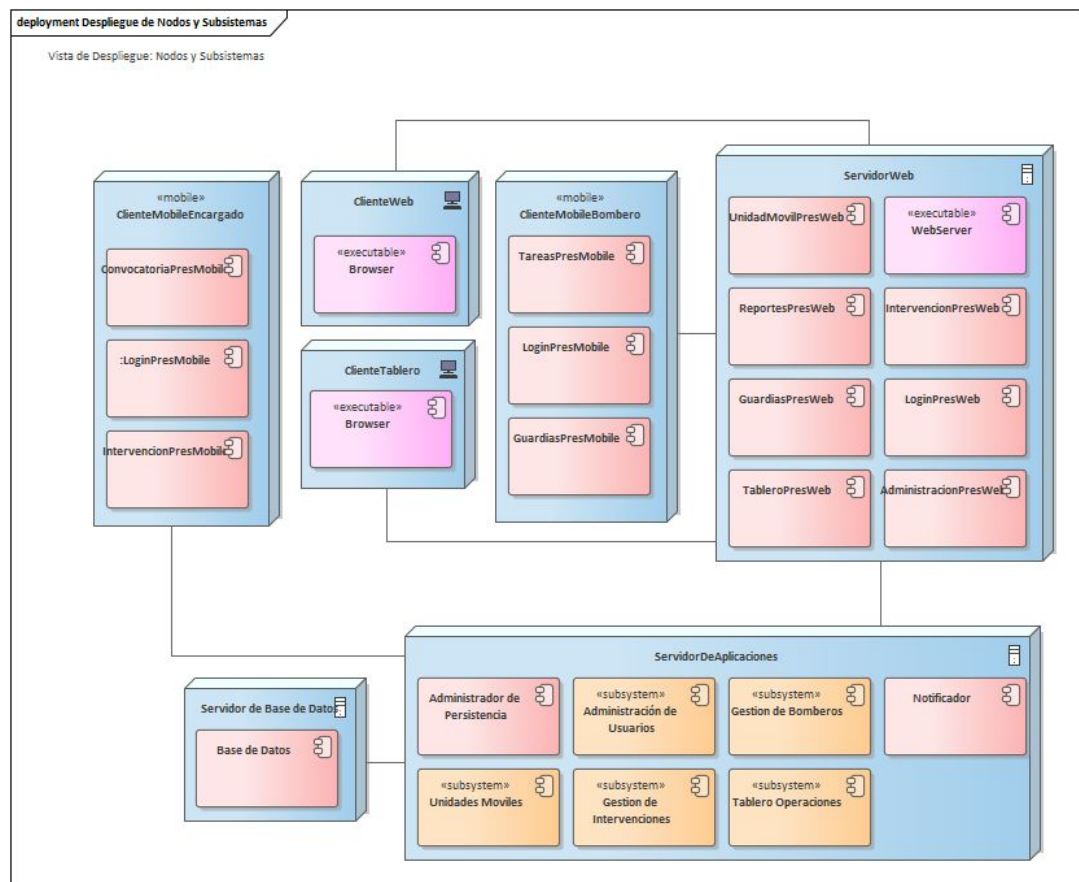 deployment Despliegue de Nodos y Subsistemas
Vista de Despliegue: Nodos y Subsistemas
«mobile»
ClienteMobileEncargado
ConvocatoriaPresMobile
:LoginPresMobile
IntervencionPresMobile
ClienteWeb
«executable»
Browser
ClienteTablero
«executable»
Browser
«mobile»
ClienteMobileBombero
TareasPresMobile
LoginPresMobile
GuardiasPresMobile
ServidorWeb
UnidadMovilPresWeb
«executable»
WebServer
ReportesPresWeb
IntervencionPresWeb
GuardiasPresWeb
LoginPresWeb
TableroPresWeb
AdministracionPresWeb
Servidor de Base de Datos
Base de Datos
ServidorDeAplicaciones
Administrador de
Persistencia
«subsystem»
Administración de
Usuarios
«subsystem»
Gestion de Bomberos
Notificador
«subsystem»
Unidades Moviles
«subsystem»
Gestion de
Intervenciones
«subsystem»
Tablero Operaciones